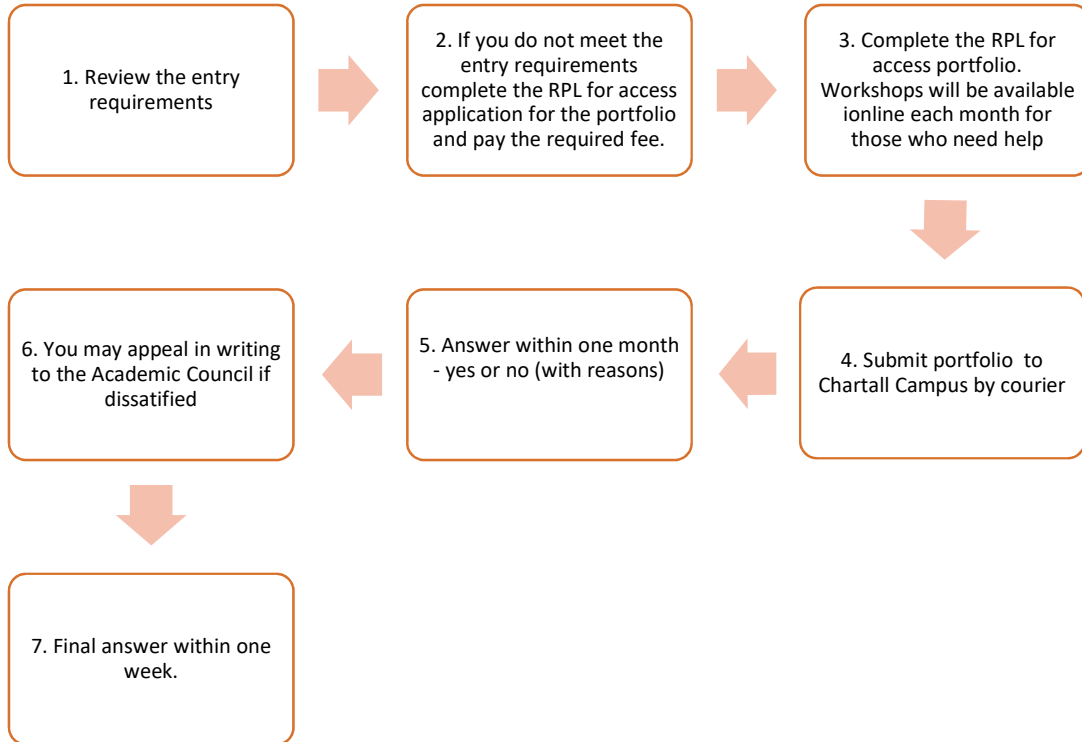 1. Review the entry
requirements
2. If you do not meet the
entry requirements
complete the RPL for access
application for the portfolio
and pay the required fee.
3. Complete the RPL for
access portfolio.
Workshops will be available
ionline each month for
those who need help
4. Submit portfolio  to
Chartall Campus by courier
5. Answer within one month
- yes or no (with reasons)
6. You may appeal in writing
to the Academic Council if
dissatified
7. Final answer within one
week.